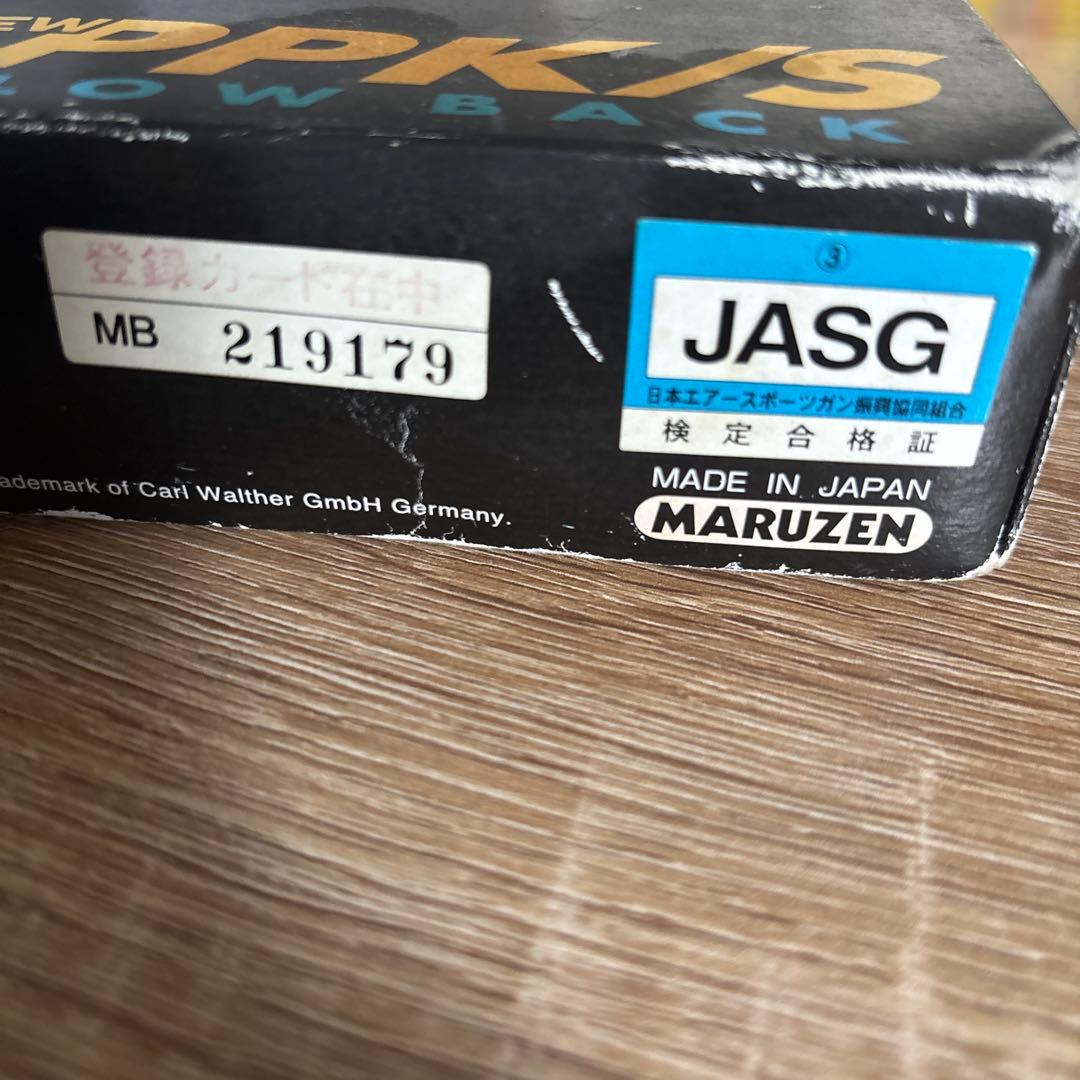 EW PPK/S
LOW BACK
登録カード在中
MB 219179
③
JASG
日本エアースポーツガン振興協同組合
検定合格証
ademark of Carl Walther GmbH Germany.
MADE IN JAPAN
MARUZEN